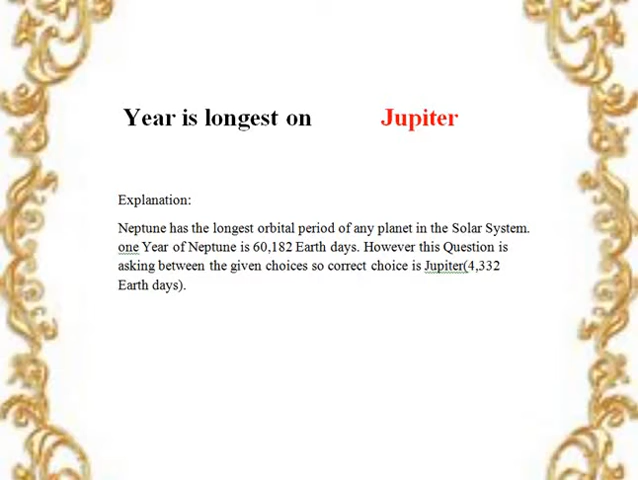 Year is longest on Jupiter
Explanation:
Neptune has the longest orbital period of any planet in the Solar System.
one Year of Neptune is 60,182 Earth days. However this Question is
asking between the given choices so correct choice is Jupiter(4,332
Earth days).